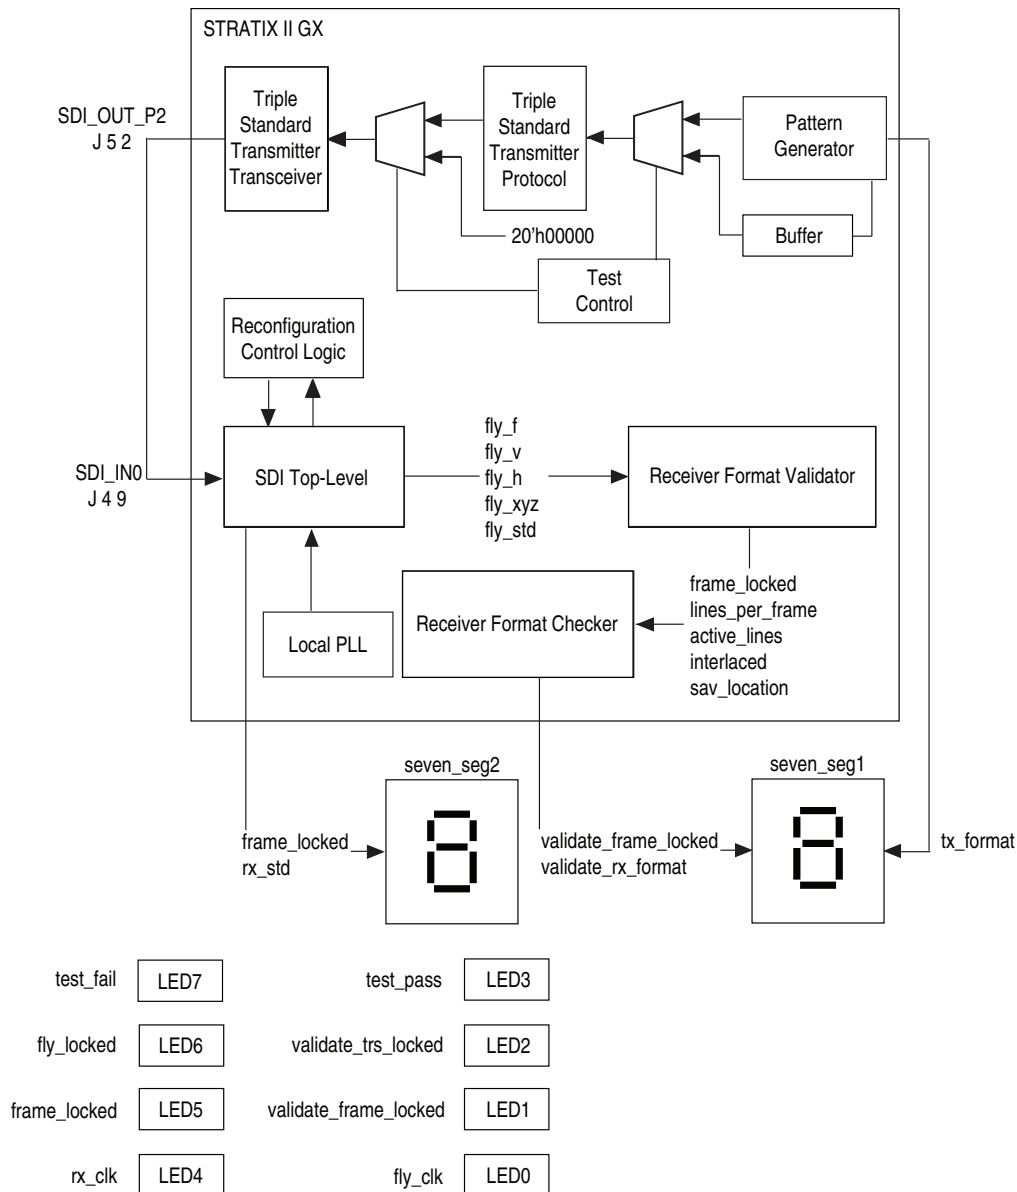 STRATIX II GX
SDI_OUT_P2
J 5 2
Triple
Standard
Transmitter
Transceiver
Triple
Standard
Transmitter
Protocol
Pattern
Generator
Buffer
20'h00000
Test
Control
Reconfiguration
Control Logic
SDI_IN0
J 4 9
SDI Top-Level
fly_f
fly_v
fly_h
fly_xyz
fly_std
Receiver Format Validator
Local PLL
Receiver Format Checker
frame_locked
lines_per_frame
active_lines
interlaced
sav_location
seven_seg2
seven_seg1
frame_locked
rx_std
8
validate_frame_locked
validate_rx_format
8
tx_format
test_fail LED7
test_pass LED3
fly_locked LED6
validate_trs_locked LED2
frame_locked LED5
validate_frame_locked LED1
rx_clk LED4
fly_clk LED0